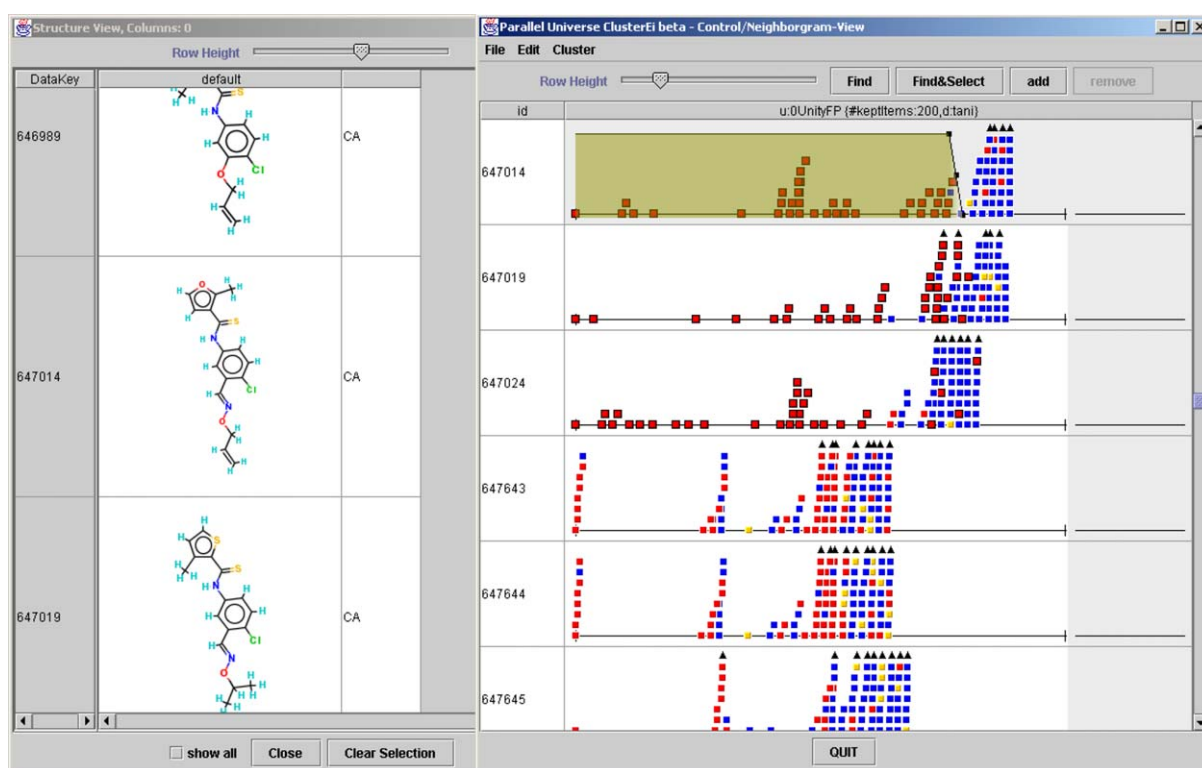 Structure View, Columns: 0
Row Height
DataKey default
646989 CA
647014 CA
647019 CA
show all Close Clear Selection
Parallel Universe ClusterEi beta - Control/Neighborgram-View
File Edit Cluster
Row Height Find Find&Select add remove
id u:0UnityFP {#keptItems:200,d:tani}
647014
647019
647024
647643
647644
647645
QUIT